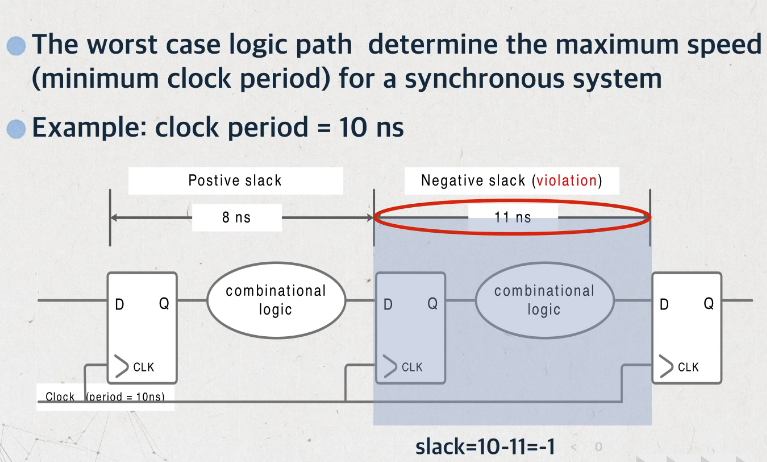 The worst case logic path determine the maximum speed
(minimum clock period) for a synchronous system
Example: clock period = 10 ns
Postive slack
Negative slack (violation)
8 ns
11 ns
D Q
combinational
logic
D Q
combinational
logic
D Q
CLK
CLK
CLK
Clock (period = 10ns)
slack=10-11=-1 < 0